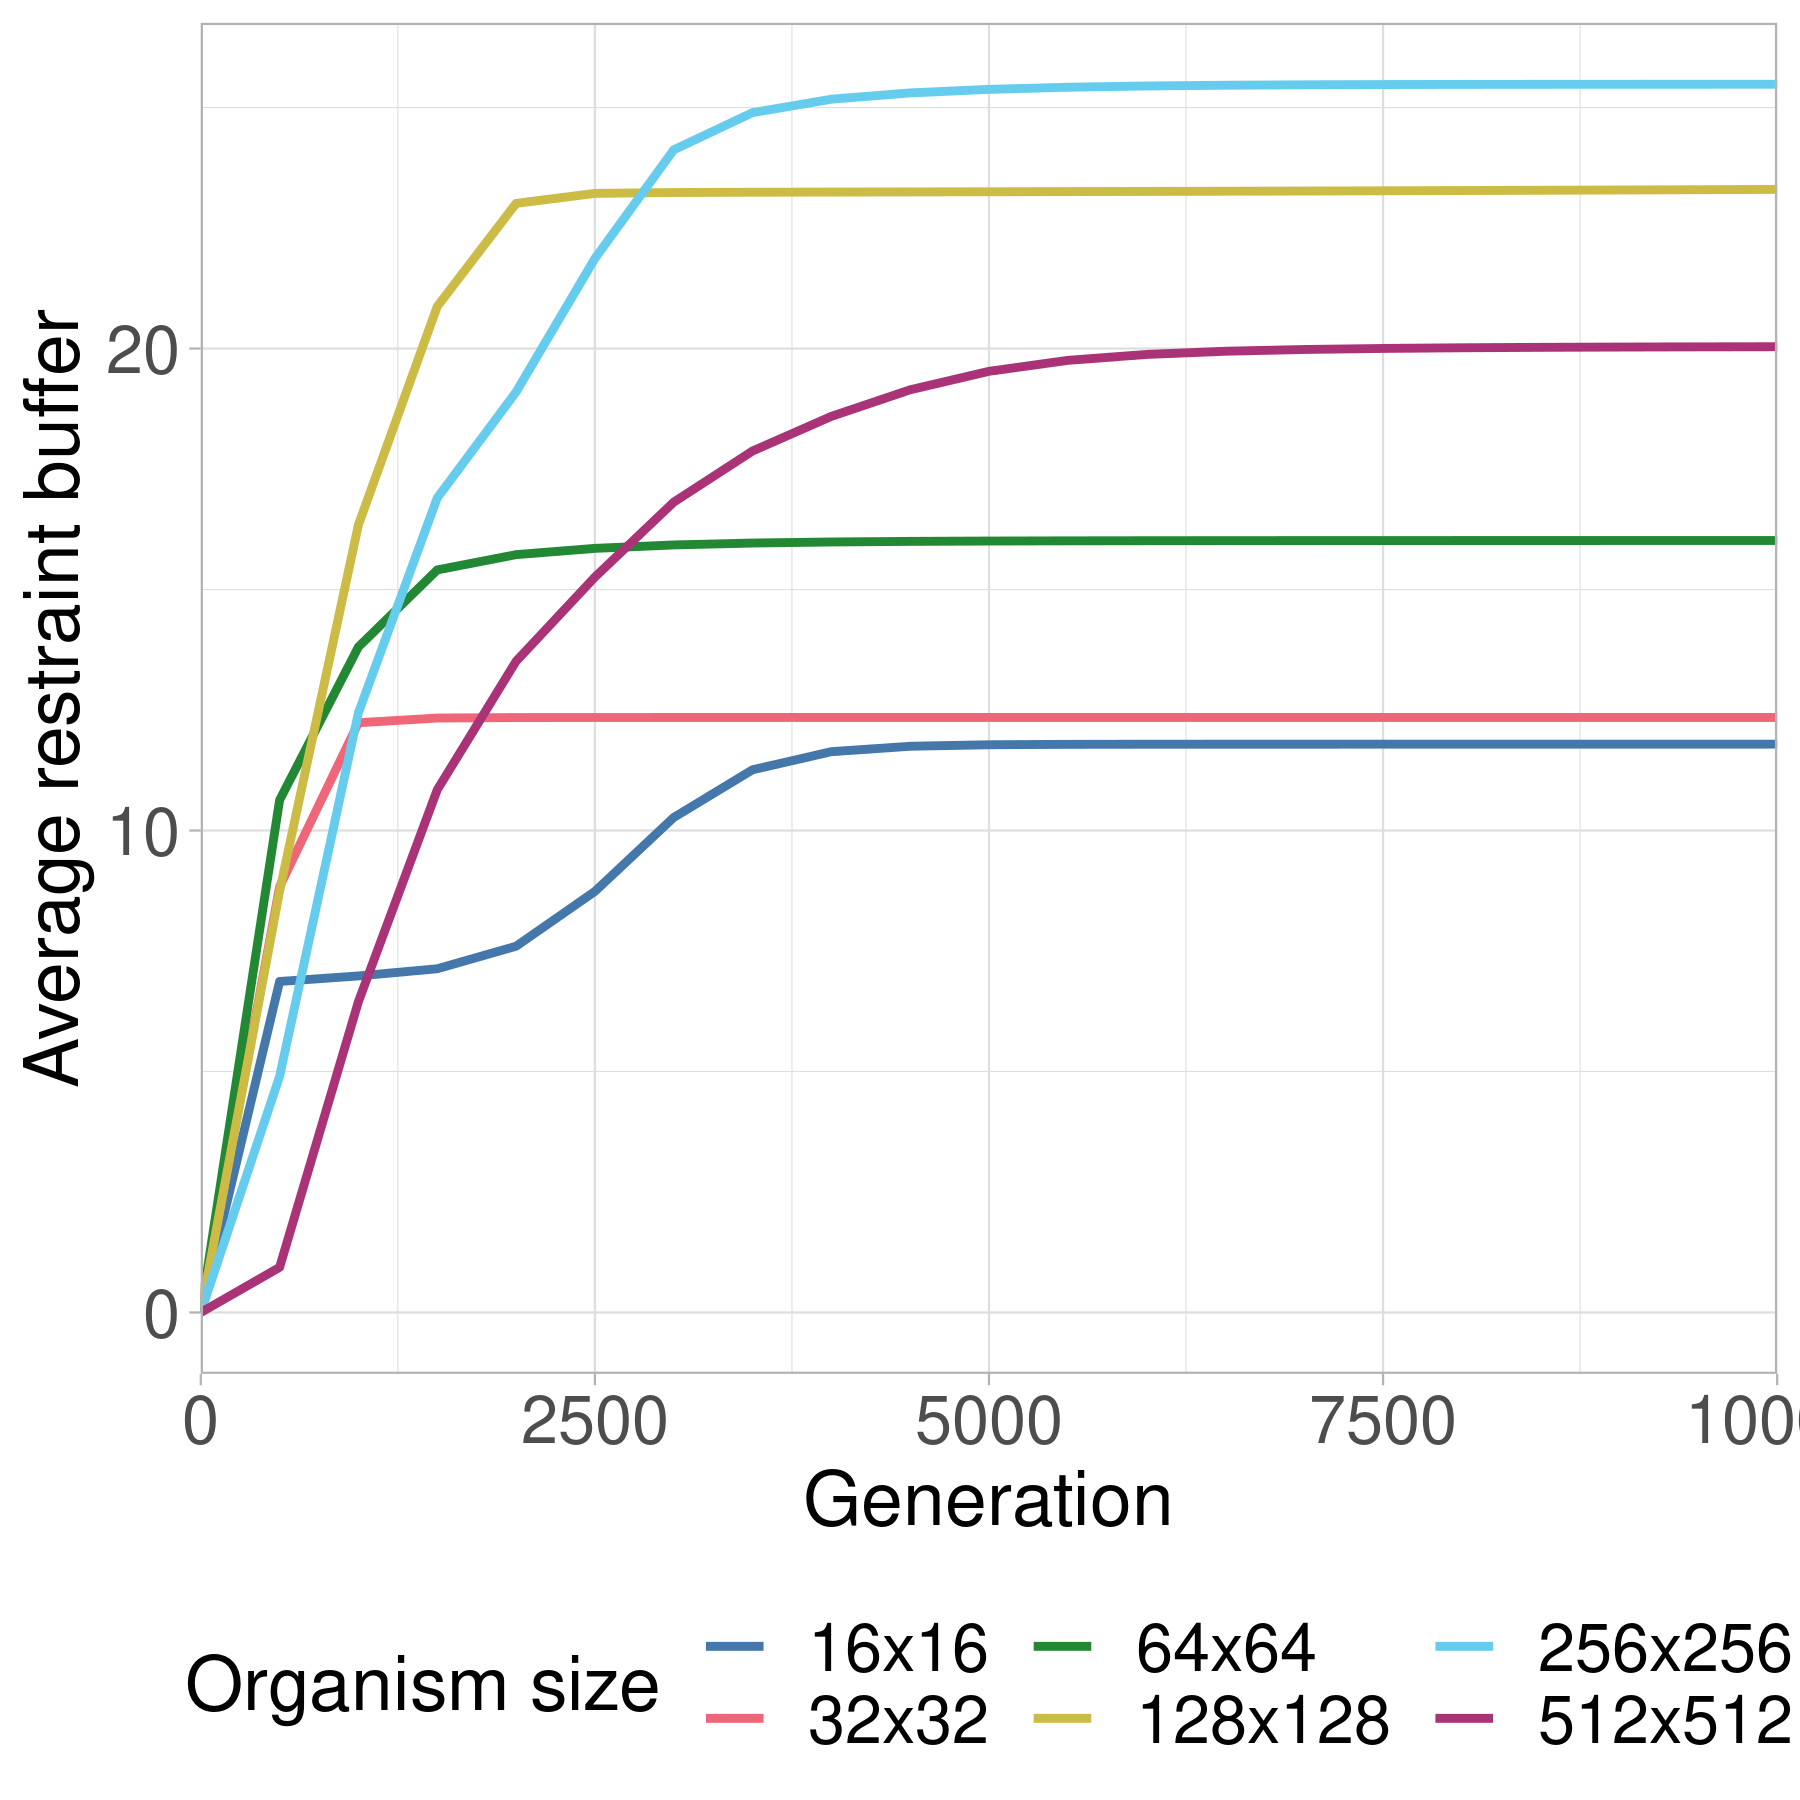 Average restraint buffer
20
10
0
0 2500 5000 7500 100
Generation
Organism size
16x16 64x64 256x256
32x32 128x128 512x512